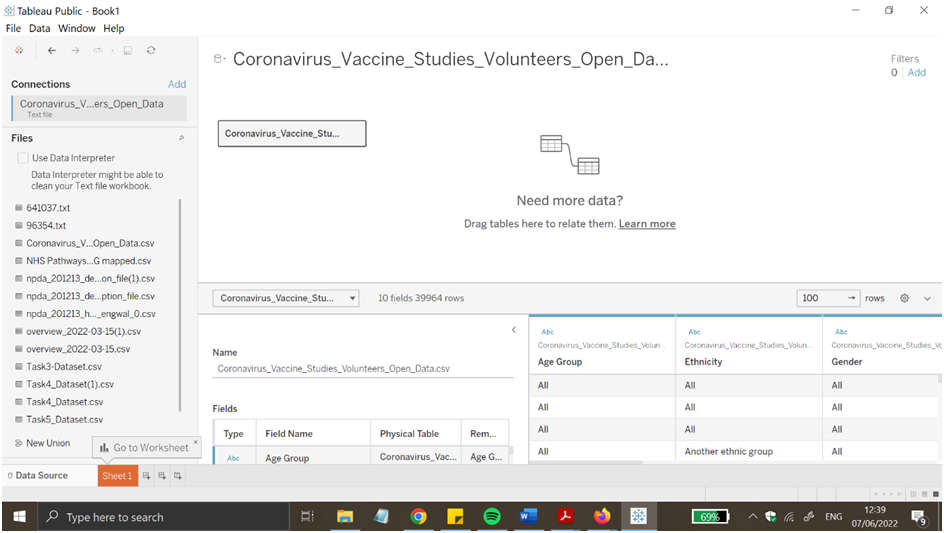 Tableau Public - Book1
File Data Window Help
Connections Add
Coronavirus_V...ers_Open_Data
Text file
Files
Use Data Interpreter
Data Interpreter might be able to
clean your Text file workbook.
641037.txt
96354.txt
Coronavirus_V...Open_Data.csv
NHS Pathways...G mapped.csv
npda_201213_de...on_file(1).csv
npda_201213_de...ption_file.csv
npda_201213_h..._engwal_0.csv
overview_2022-03-15(1).csv
overview_2022-03-15.csv
Task3-Dataset.csv
Task4_Dataset(1).csv
Task4_Dataset.csv
Task5_Dataset.csv
New Union
Go to Worksheet
Coronavirus_Vaccine_Studies_Volunteers_Open_Da...
Filters
0 Add
Coronavirus_Vaccine_Stu...
Need more data?
Drag tables here to relate them. Learn more
Coronavirus_Vaccine_Stu... 10 fields 39964 rows 100 rows
Name
Coronavirus_Vaccine_Studies_Volunteers_Open_Data.csv
Fields
Type Field Name Physical Table Rem...
Abc Age Group Coronavirus_Vac... Age G...
Abc Abc Abc
Coronavirus_Vaccine_Studies_Volun... Coronavirus_Vaccine_Studies_Volun... Coronavirus_Vaccine_Studies_Vo
Age Group Ethnicity Gender
All All All
All All All
All All All
All Another ethnic group All
Data Source Sheet 1
Type here to search
69% ENG 12:39
07/06/2022
9